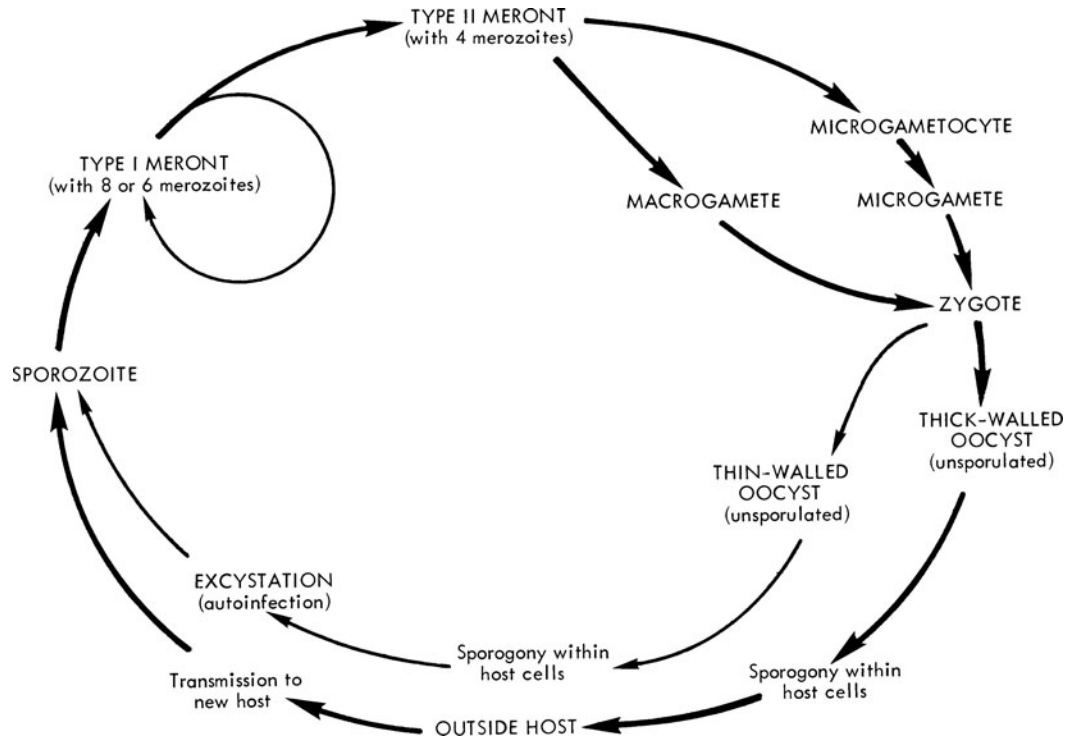 TYPE II MERONT
(with 4 merozoites)
MICROGAMETOCYTE
TYPE I MERONT
(with 8 or 6 merozoites)
MACROGAMETE
MICROGAMETE
ZYGOTE
SPOROZOITE
THICK-WALLED
OOCYST
(unsporulated)
THIN-WALLED
OOCYST
(unsporulated)
EXCYSTATION
(autoinfection)
Sporogony within
host cells
Sporogony within
host cells
Transmission to
new host
OUTSIDE HOST